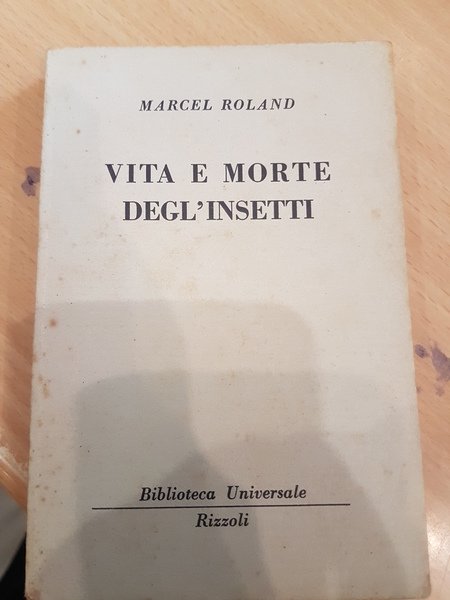 MARCEL ROLAND
VITA E MORTE
DEGL'INSETTI
Biblioteca Universale
Rizzoli